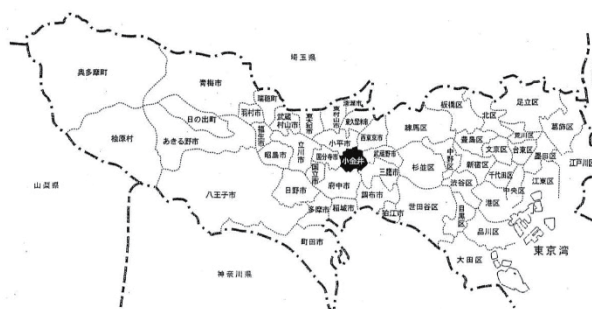 埼玉県
奥多摩町
青梅市
瑞穂町
羽村市
武蔵
村山市
東大和市
東村山市
清瀬市
東久留米市
日の出町
福生市
檜原村
あきる野市
昭島市
立川市
国立市
小平市
国分寺市
小金井
西東京市
武蔵野市
三鷹市
八王子市
日野市
府中市
調布市
狛江市
多摩市
稲城市
町田市
練馬区
板橋区
北区
足立区
葛飾区
荒川区
豊島区
文京区
台東区
墨田区
江戸川区
中野区
杉並区
新宿区
千代田区
渋谷区
中央区
江東区
世田谷区
目黒区
港区
品川区
大田区
東京湾
山梨県
神奈川県